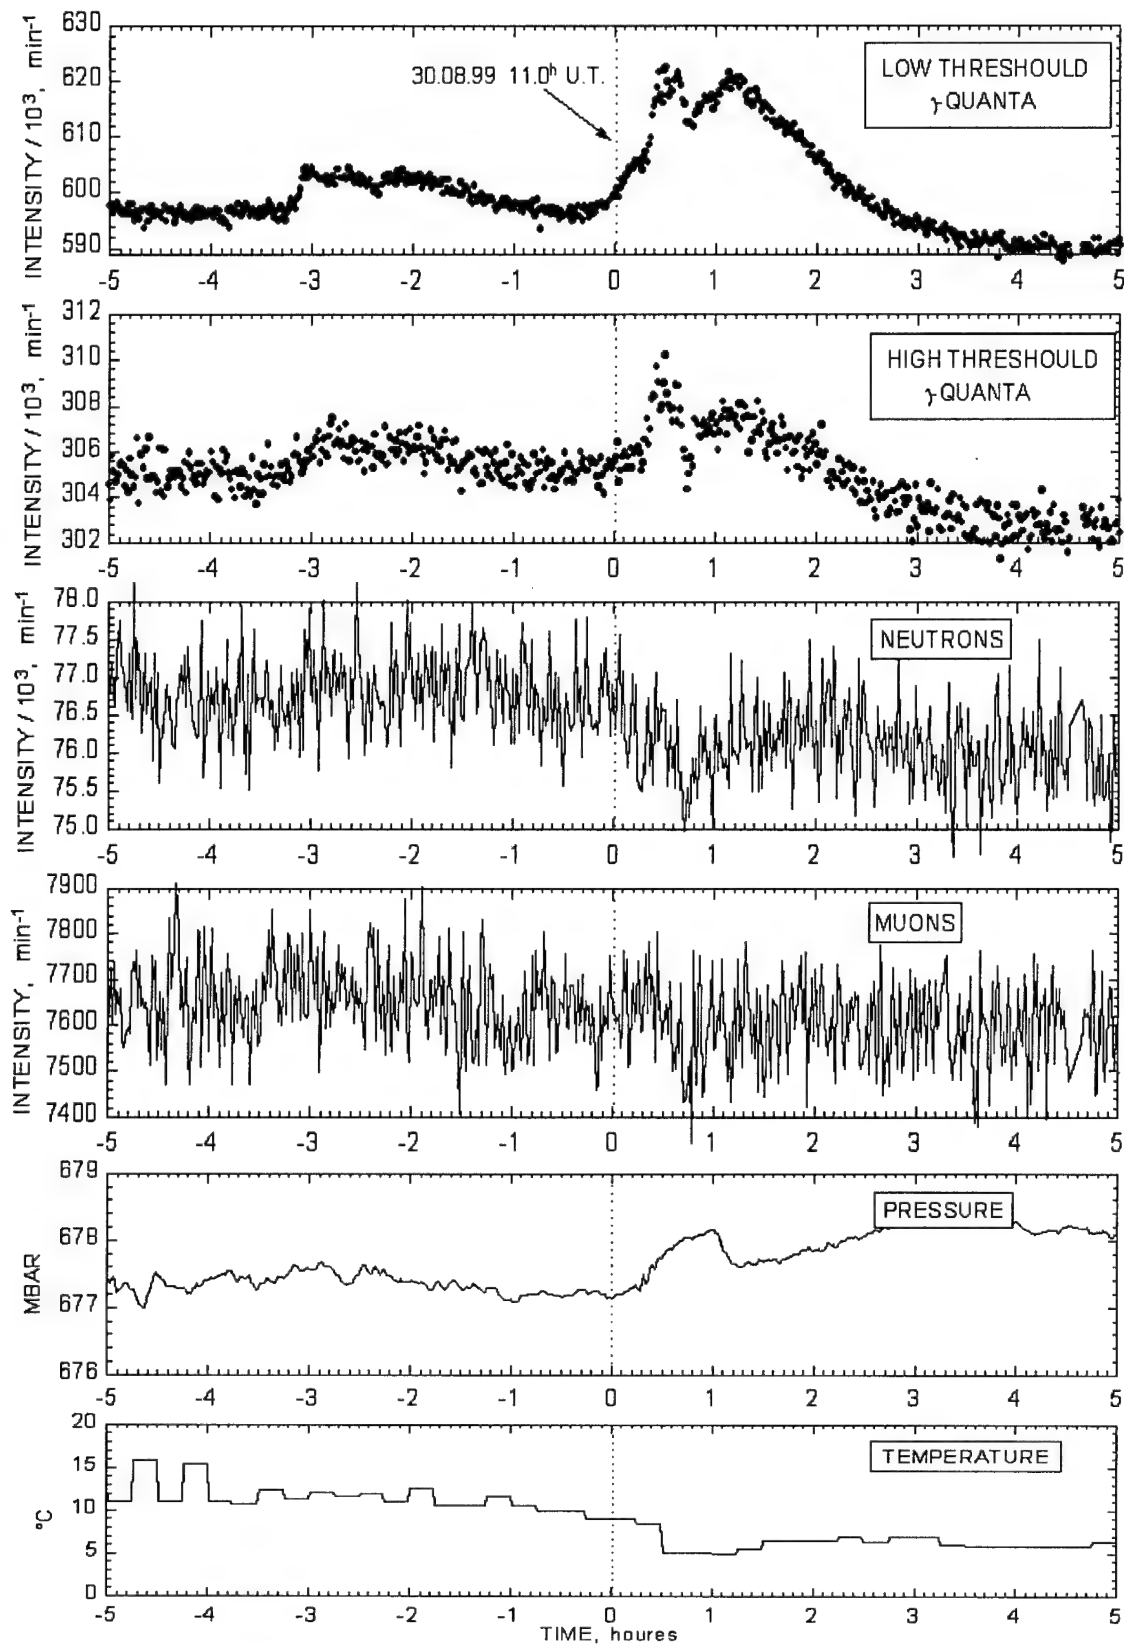 INTENSITY / 10³, min⁻¹
630
620
610
600
590
30.08.99 11.0ʰ U.T.
LOW THRESHOULD
γ QUANTA
-5 -4 -3 -2 -1 0 1 2 3 4 5
INTENSITY / 10³, min⁻¹
312
310
308
306
304
302
HIGH THRESHOULD
γ QUANTA
-5 -4 -3 -2 -1 0 1 2 3 4 5
INTENSITY / 10³, min⁻¹
78.0
77.5
77.0
76.5
76.0
75.5
75.0
NEUTRONS
-5 -4 -3 -2 -1 0 1 2 3 4 5
INTENSITY, min⁻¹
7900
7800
7700
7600
7500
7400
MUONS
-5 -4 -3 -2 -1 0 1 2 3 4 5
MBAR
679
678
677
676
PRESSURE
-5 -4 -3 -2 -1 0 1 2 3 4 5
°C
20
15
10
5
0
TEMPERATURE
-5 -4 -3 -2 -1 0 1 2 3 4 5
TIME, houres